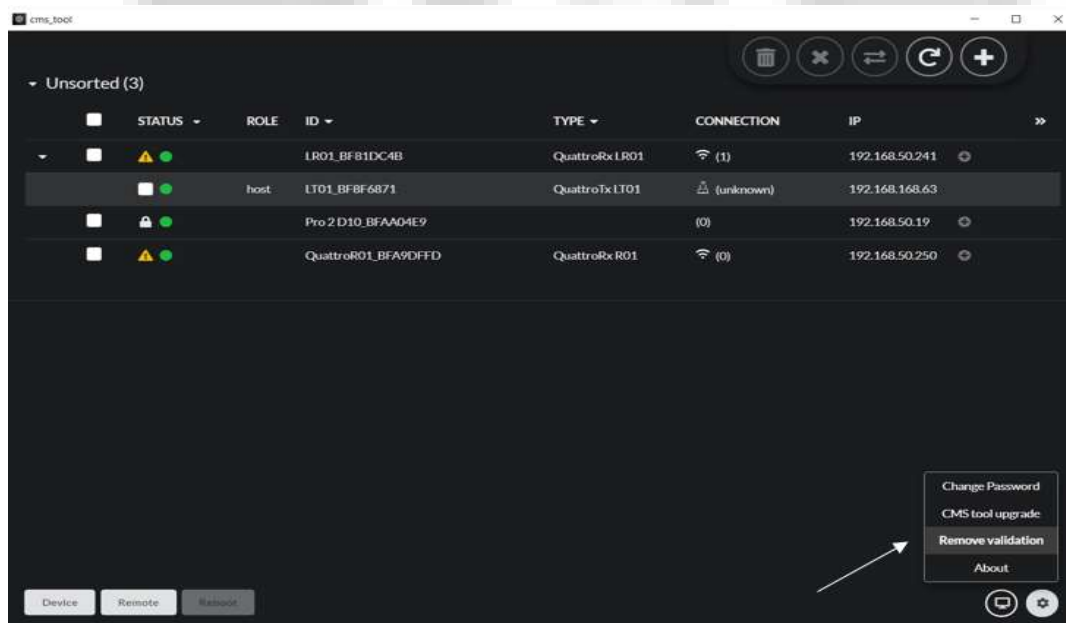 cms_tool
Unsorted (3)
STATUS ROLE ID TYPE CONNECTION IP »
LR01_BF81DC4B QuattroRx LR01 (1) 192.168.50.241
host LT01_BF8F6871 QuattroTx LT01 (unknown) 192.168.168.63
Pro 2 D10_BFAA04E9 (0) 192.168.50.19
QuattroR01_BFA9DFFD QuattroRx R01 (0) 192.168.50.250
Change Password
CMS tool upgrade
Remove validation
About
Device Remote Reboot